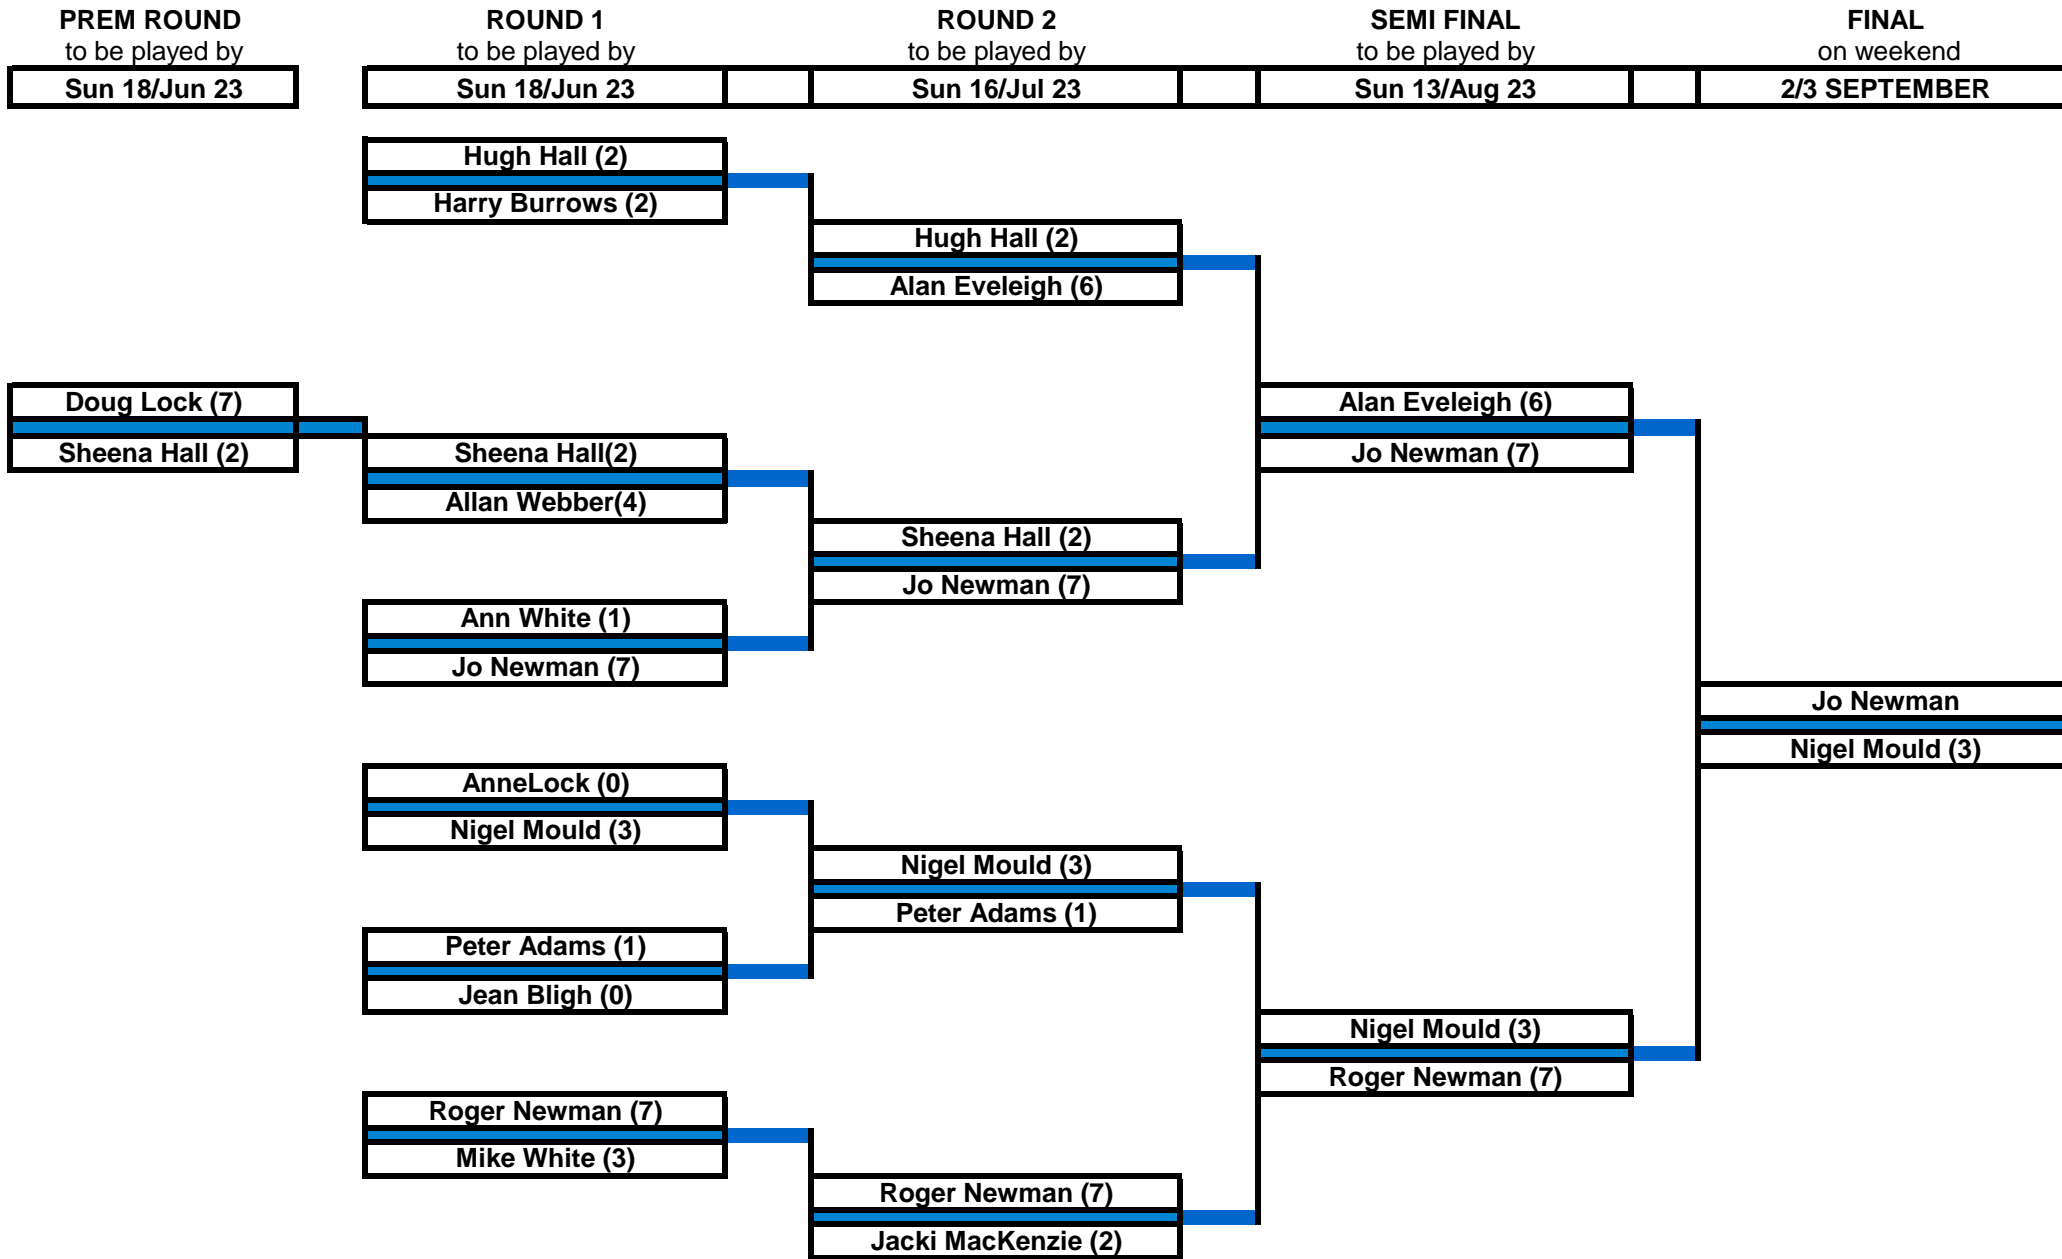 PREM ROUND
to be played by
Sun 18/Jun 23
ROUND 1
to be played by
Sun 18/Jun 23
ROUND 2
to be played by
Sun 16/Jul 23
SEMI FINAL
to be played by
Sun 13/Aug 23
FINAL
on weekend
2/3 SEPTEMBER
Doug Lock (7)
Sheena Hall (2)
Hugh Hall (2)
Harry Burrows (2)
Sheena Hall(2)
Allan Webber(4)
Ann White (1)
Jo Newman (7)
AnneLock (0)
Nigel Mould (3)
Peter Adams (1)
Jean Bligh (0)
Roger Newman (7)
Mike White (3)
Hugh Hall (2)
Alan Eveleigh (6)
Sheena Hall (2)
Jo Newman (7)
Nigel Mould (3)
Peter Adams (1)
Roger Newman (7)
Jacki MacKenzie (2)
Alan Eveleigh (6)
Jo Newman (7)
Nigel Mould (3)
Roger Newman (7)
Jo Newman
Nigel Mould (3)